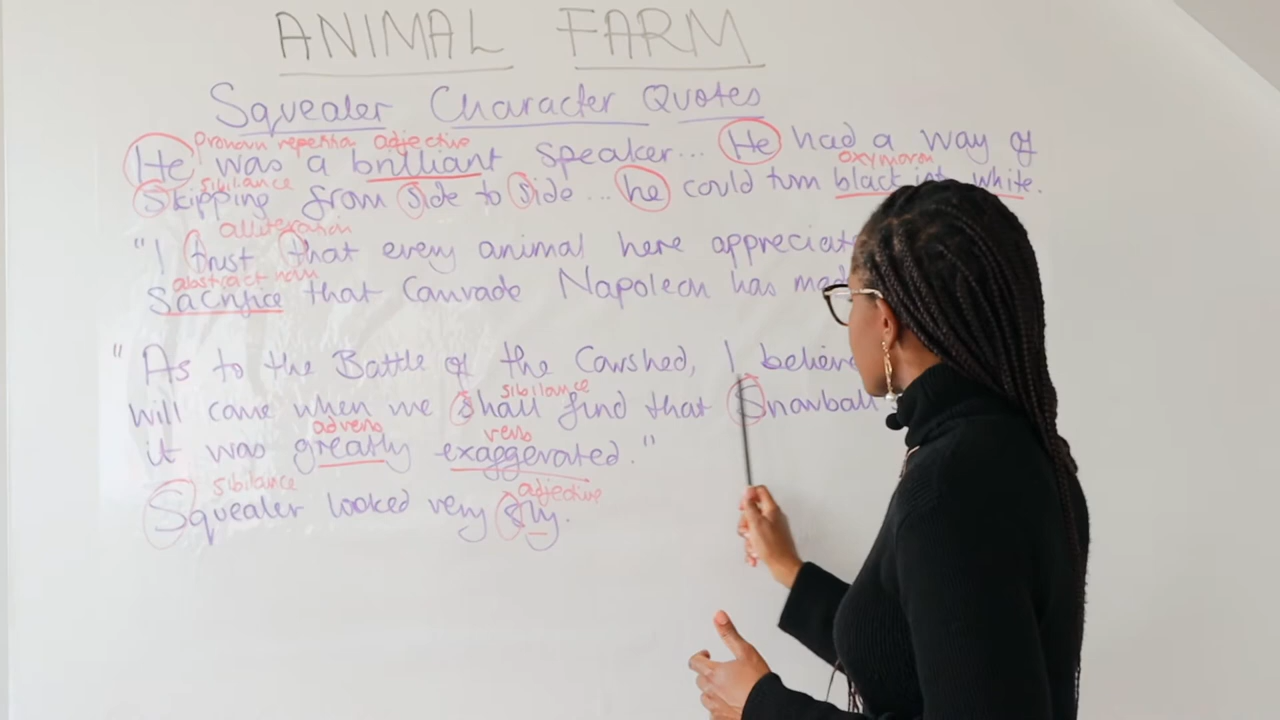 ANIMAL FARM
Squealer Character Quotes
pronoun adjective
He was a brilliant speaker... He had a way of
sibilance oxymoron
Skipping from side to side ... he could turn black into white.
alliteration
"I trust that every animal here appreciat
abstract noun
Sacrifice that Comrade Napoleon has mad
"As to the Battle of the Cowshed, I believe
sibilance
will come when we shall find that Snowball
adverb verb
it was greatly exaggerated."
sibilance adjective
Squealer looked very sly.